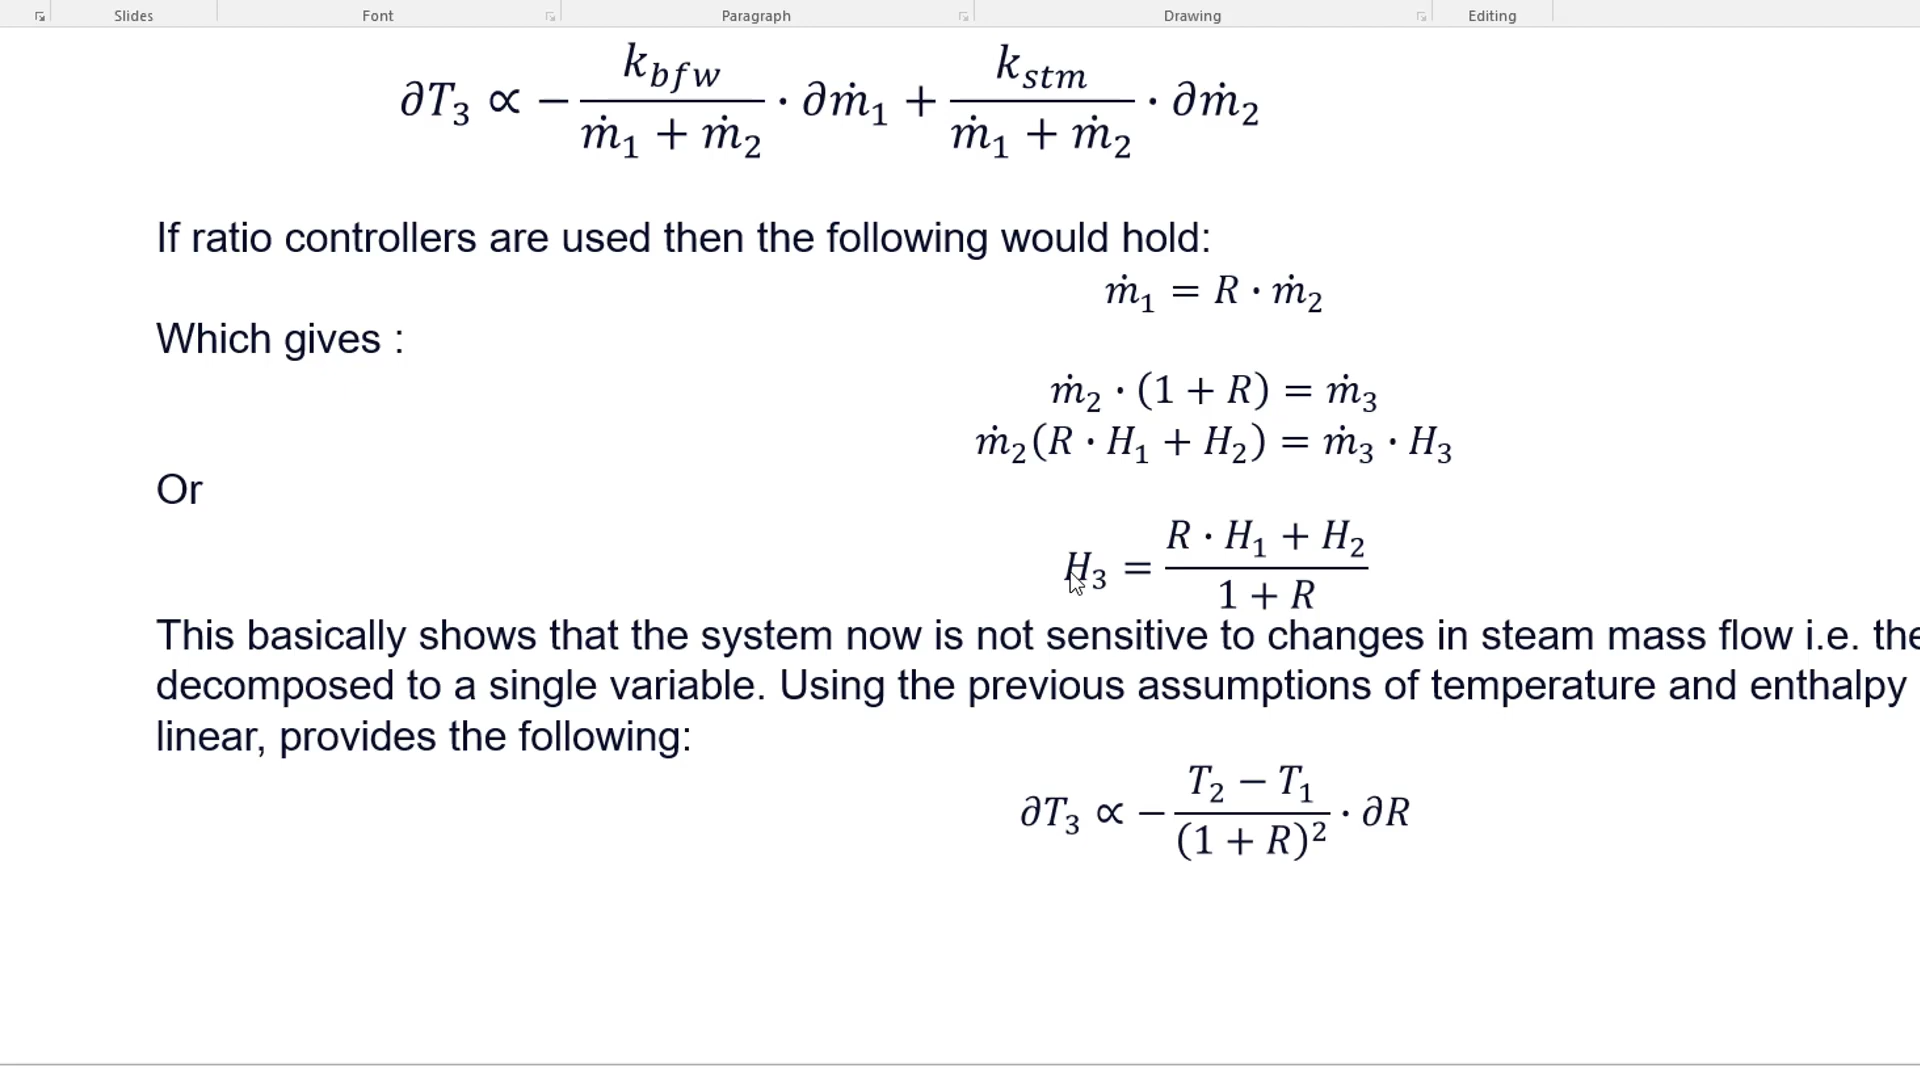 Slides Font Paragraph Drawing Editing
∂T₃ ∝ − k_bfw / (ṁ₁ + ṁ₂) · ∂ṁ₁ + k_stm / (ṁ₁ + ṁ₂) · ∂ṁ₂
If ratio controllers are used then the following would hold:
ṁ₁ = R · ṁ₂
Which gives :
ṁ₂ · (1 + R) = ṁ₃
ṁ₂(R · H₁ + H₂) = ṁ₃ · H₃
Or
H₃ = (R · H₁ + H₂) / (1 + R)
This basically shows that the system now is not sensitive to changes in steam mass flow i.e. the
decomposed to a single variable. Using the previous assumptions of temperature and enthalpy
linear, provides the following:
∂T₃ ∝ − (T₂ − T₁) / (1 + R)² · ∂R